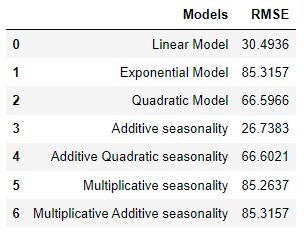 Models RMSE
0 Linear Model 30.4936
1 Exponential Model 85.3157
2 Quadratic Model 66.5966
3 Additive seasonality 26.7383
4 Additive Quadratic seasonality 66.6021
5 Multiplicative seasonality 85.2637
6 Multiplicative Additive seasonality 85.3157